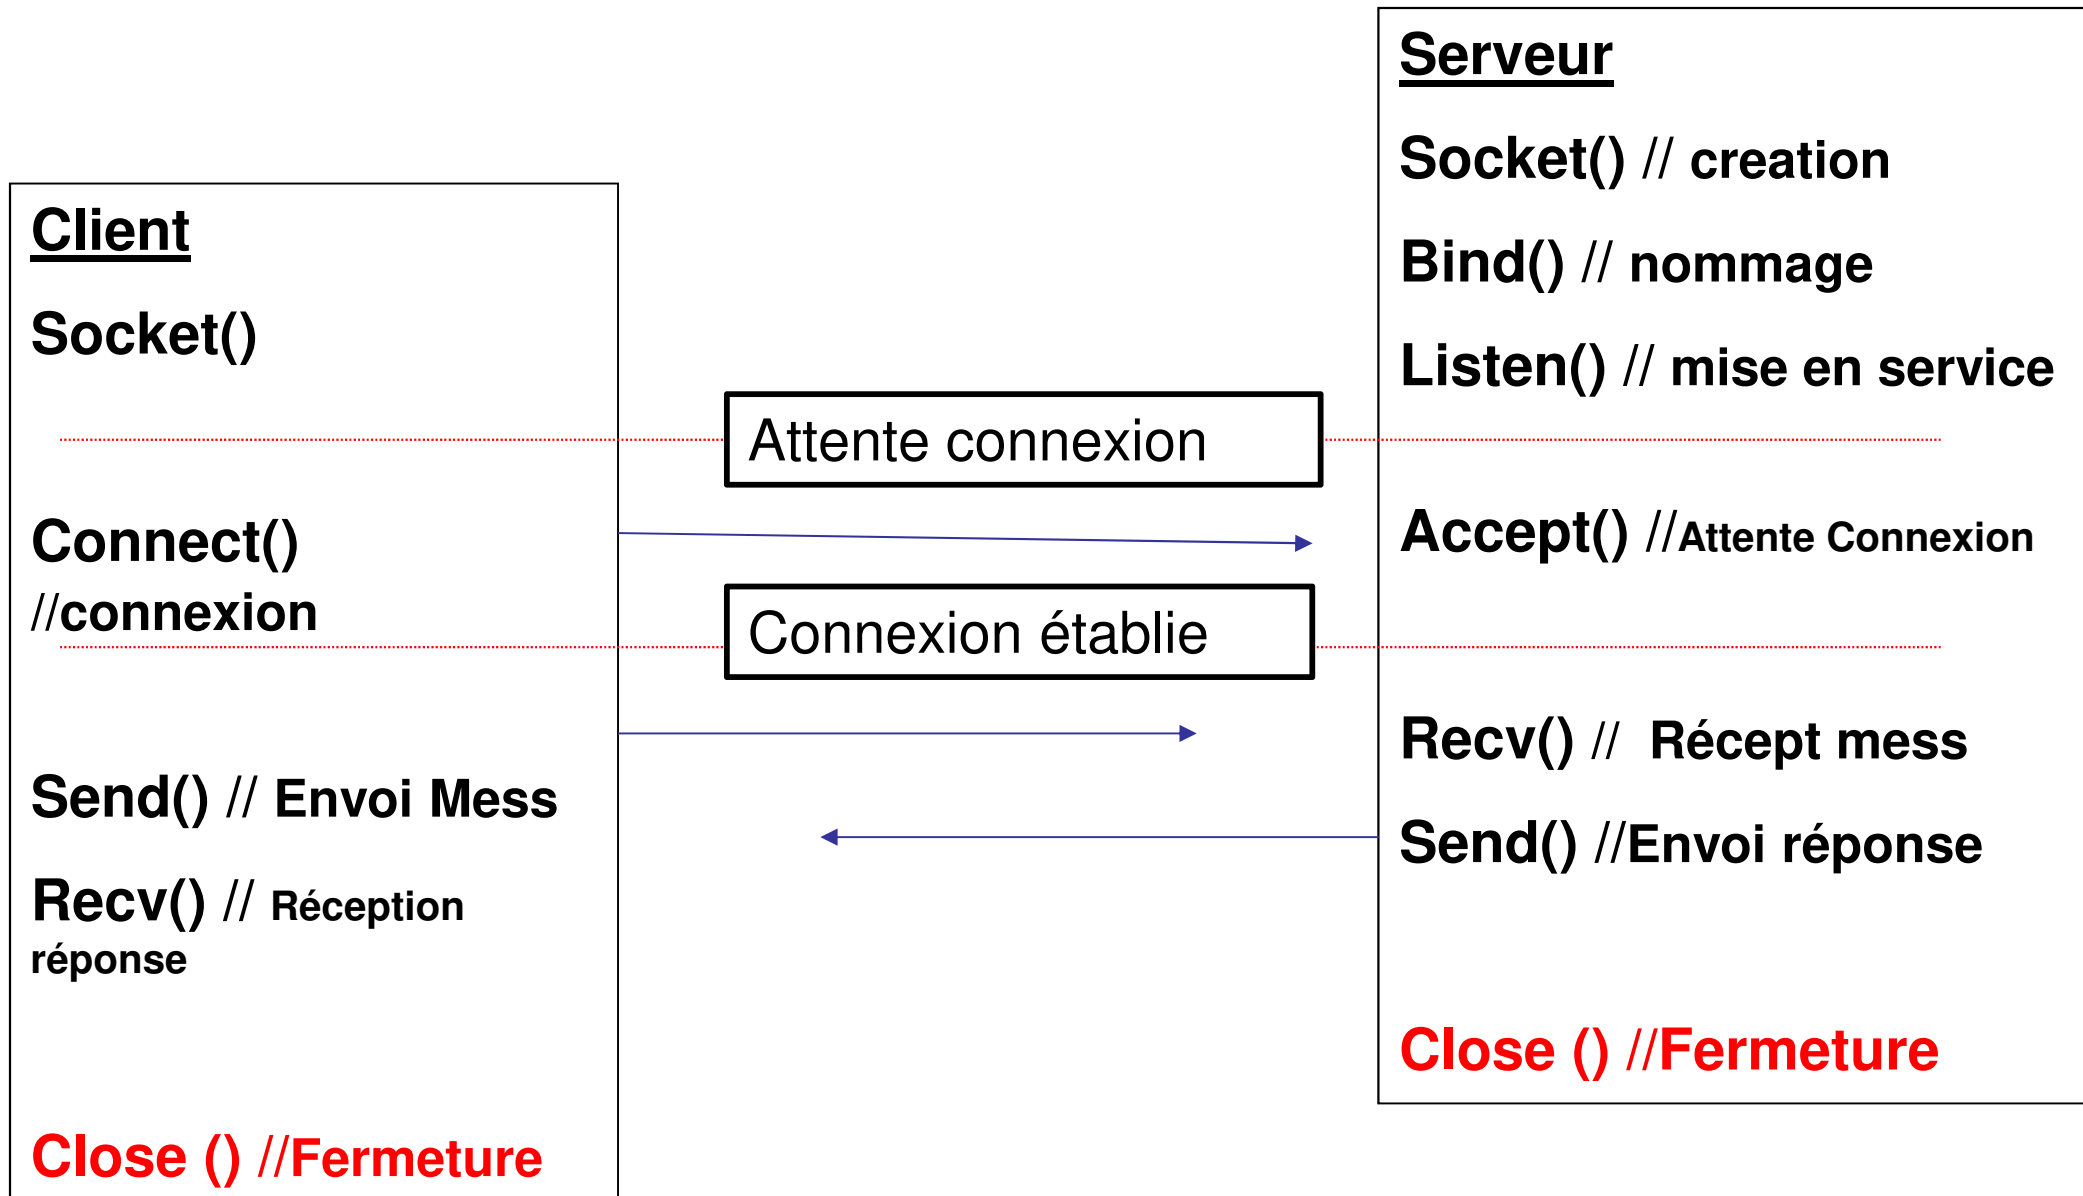 Client
Socket()
Connect()
//connexion
Send() // Envoi Mess
Recv() // Réception
réponse
Close () //Fermeture
Attente connexion
Connexion établie
Serveur
Socket() // creation
Bind() // nommage
Listen() // mise en service
Accept() //Attente Connexion
Recv() // Récept mess
Send() //Envoi réponse
Close () //Fermeture